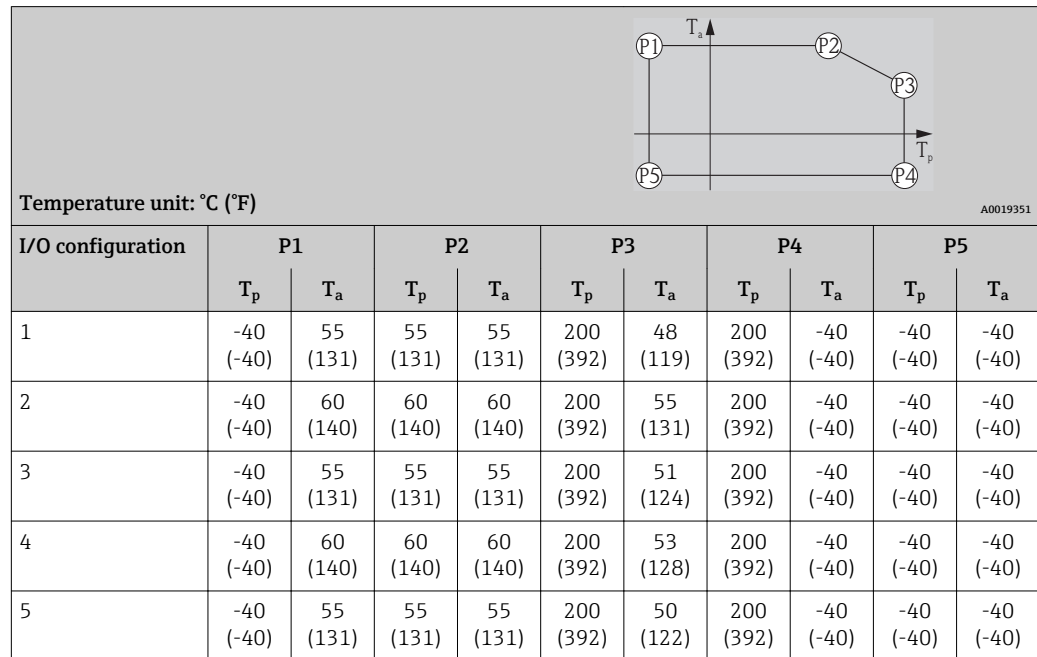 Tₐ
P1 P2
P3
Tₚ
P5 P4
Temperature unit: °C (°F) A0019351
I/O configuration P1 P2 P3 P4 P5
Tₚ Tₐ Tₚ Tₐ Tₚ Tₐ Tₚ Tₐ Tₚ Tₐ
1 -40 55 55 55 200 48 200 -40 -40 -40
(-40) (131) (131) (131) (392) (119) (392) (-40) (-40) (-40)
2 -40 60 60 60 200 55 200 -40 -40 -40
(-40) (140) (140) (140) (392) (131) (392) (-40) (-40) (-40)
3 -40 55 55 55 200 51 200 -40 -40 -40
(-40) (131) (131) (131) (392) (124) (392) (-40) (-40) (-40)
4 -40 60 60 60 200 53 200 -40 -40 -40
(-40) (140) (140) (140) (392) (128) (392) (-40) (-40) (-40)
5 -40 55 55 55 200 50 200 -40 -40 -40
(-40) (131) (131) (131) (392) (122) (392) (-40) (-40) (-40)